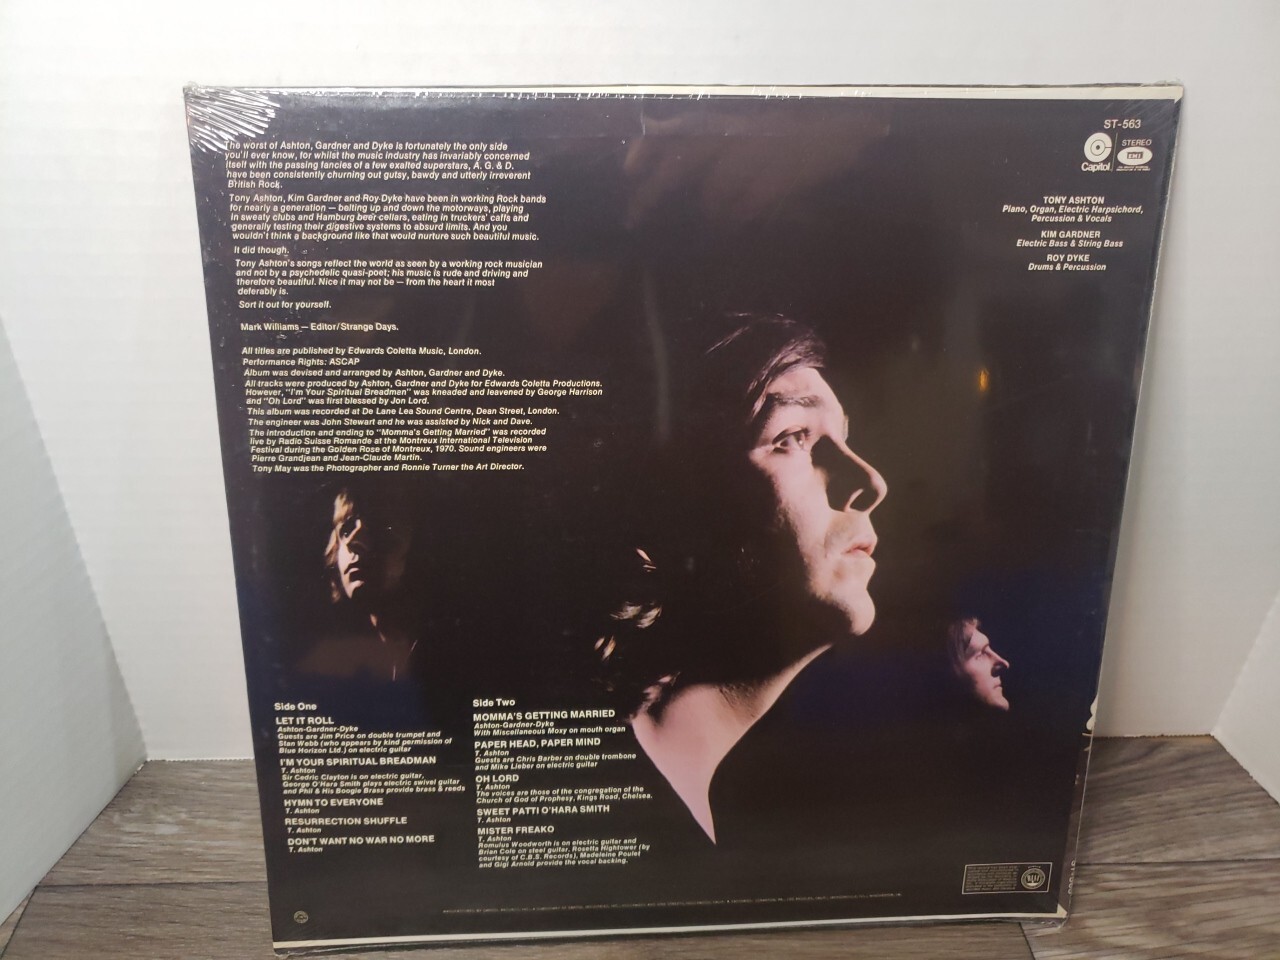 The worst of Ashton, Gardner and Dyke is fortunately the only side
you'll ever know, for whilst the music industry has invariably concerned
itself with the passing fancies of a few exalted superstars, A. G. & D.
have been consistently churning out gutsy, bawdy and utterly irreverent
British Rock.
Tony Ashton, Kim Gardner and Roy Dyke have been in working Rock bands
for nearly a generation — belting up and down the motorways, playing
in sweaty clubs and Hamburg beer cellars, eating in truckers' caffs and
generally testing their digestive systems to absurd limits. And you
wouldn't think a background like that would nurture such beautiful music.
It did though.
Tony Ashton's songs reflect the world as seen by a working rock musician
and not by a psychedelic quasi-poet; his music is rude and driving and
therefore beautiful. Nice it may not be — from the heart it most
deferably is.
Sort it out for yourself.
Mark Williams — Editor/Strange Days.
All titles are published by Edwards Coletta Music, London.
Performance Rights: ASCAP
Album was devised and arranged by Ashton, Gardner and Dyke.
All tracks were produced by Ashton, Gardner and Dyke for Edwards Coletta Productions.
However, "I'm Your Spiritual Breadman" was kneaded and leavened by George Harrison
and "Oh Lord" was first blessed by Jon Lord.
This album was recorded at De Lane Lea Sound Centre, Dean Street, London.
The engineer was John Stewart and he was assisted by Nick and Dave.
The introduction and ending to "Momma's Getting Married" was recorded
live by Radio Suisse Romande at the Montreux International Television
Festival during the Golden Rose of Montreux, 1970. Sound engineers were
Pierre Grandjean and Jean-Claude Martin.
Tony May was the Photographer and Ronnie Turner the Art Director.
ST-563
Capitol
STEREO
EMI
TONY ASHTON
Piano, Organ, Electric Harpsichord,
Percussion & Vocals
KIM GARDNER
Electric Bass & String Bass
ROY DYKE
Drums & Percussion
Side One
LET IT ROLL
Ashton-Gardner-Dyke
Guests are Jim Price on double trumpet and
Stan Webb (who appears by kind permission of
Blue Horizon Ltd.) on electric guitar
I'M YOUR SPIRITUAL BREADMAN
T. Ashton
Sir Cedric Clayton is on electric guitar,
George O'Hara Smith plays electric swivel guitar
and Phil & His Boogie Brass provide brass & reeds
HYMN TO EVERYONE
T. Ashton
RESURRECTION SHUFFLE
T. Ashton
DON'T WANT NO WAR NO MORE
T. Ashton
Side Two
MOMMA'S GETTING MARRIED
Ashton-Gardner-Dyke
With Miscellaneous Moxy on mouth organ
PAPER HEAD, PAPER MIND
T. Ashton
Guests are Chris Barber on double trombone
and Mike Lieber on electric guitar
OH LORD
T. Ashton
The voices are those of the congregation of the
Church of God of Prophesy, Kings Road, Chelsea.
SWEET PATTI O'HARA SMITH
T. Ashton
MISTER FREAKO
T. Ashton
Romulus Woodworth is on electric guitar and
Brian Cole on steel guitar. Rosetta Hightower (by
courtesy of C.B.S. Records), Madeleine Poulet
and Gigi Arnold provide the vocal backing.